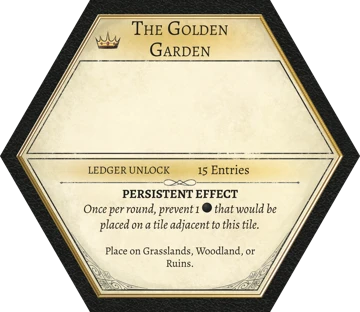 THE GOLDEN
GARDEN
LEDGER UNLOCK 15 Entries
PERSISTENT EFFECT
Once per round, prevent 1 that would be
placed on a tile adjacent to this tile.
Place on Grasslands, Woodland, or
Ruins.